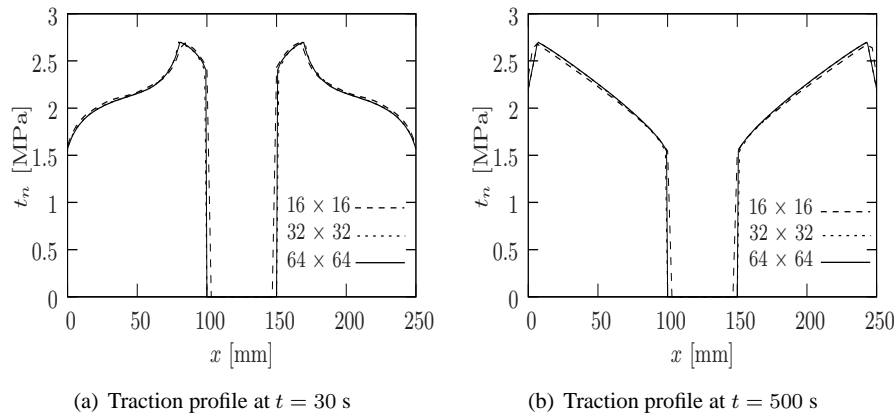 3
2.5
2
1.5
1
0.5
0
t_n [MPa]
16 × 16
32 × 32
64 × 64
0 50 100 150 200 250
x [mm]
(a) Traction profile at t = 30 s
3
2.5
2
1.5
1
0.5
0
t_n [MPa]
16 × 16
32 × 32
64 × 64
0 50 100 150 200 250
x [mm]
(b) Traction profile at t = 500 s